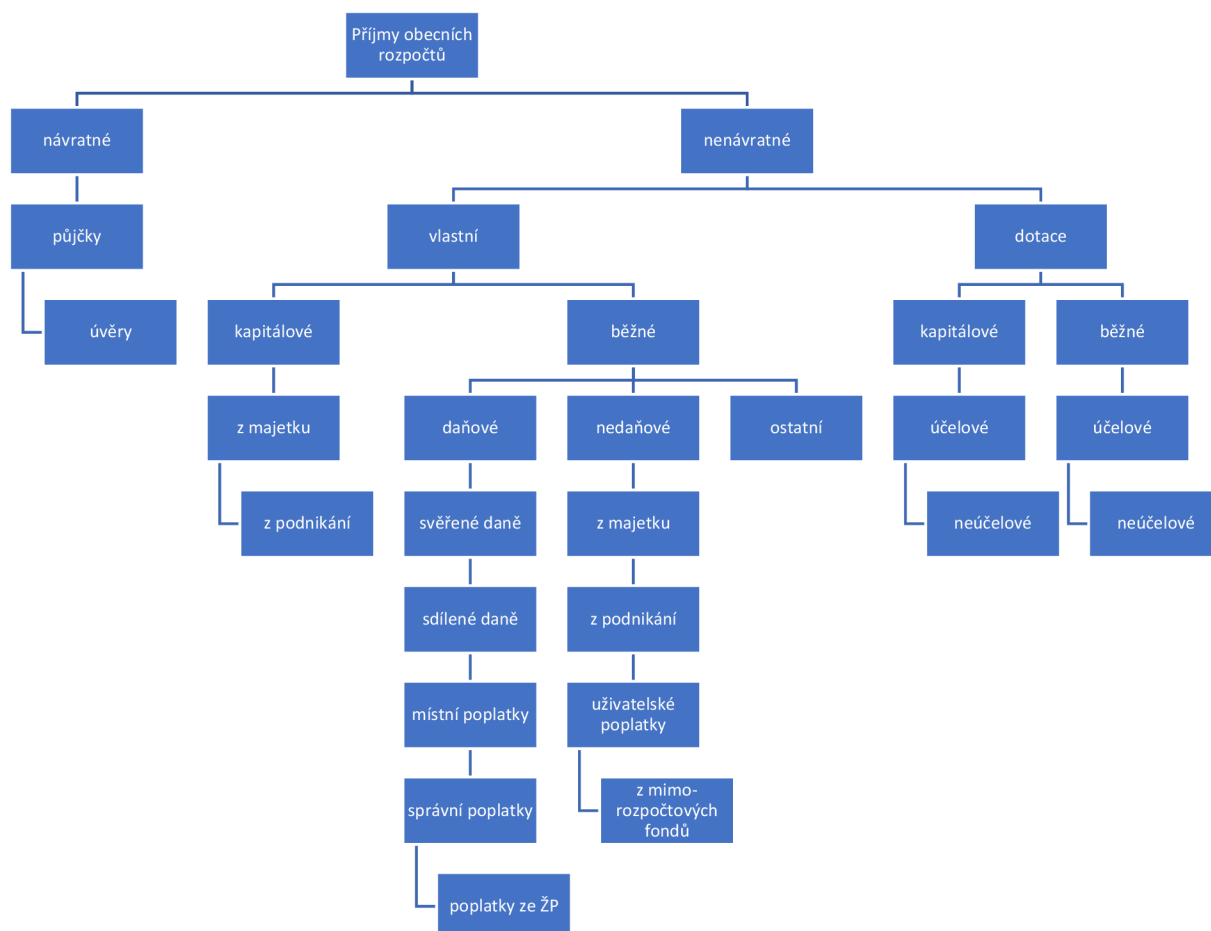 Příjmy obecních
rozpočtů
návratné
nenávratné
půjčky
vlastní
dotace
úvěry
kapitálové
běžné
kapitálové
běžné
z majetku
daňové
nedaňové
ostatní
účelové
účelové
z podnikání
svěřené daně
z majetku
neúčelové
neúčelové
sdílené daně
z podnikání
místní poplatky
uživatelské
poplatky
správní poplatky
z mimo-
rozpočtových
fondů
poplatky ze ŽP